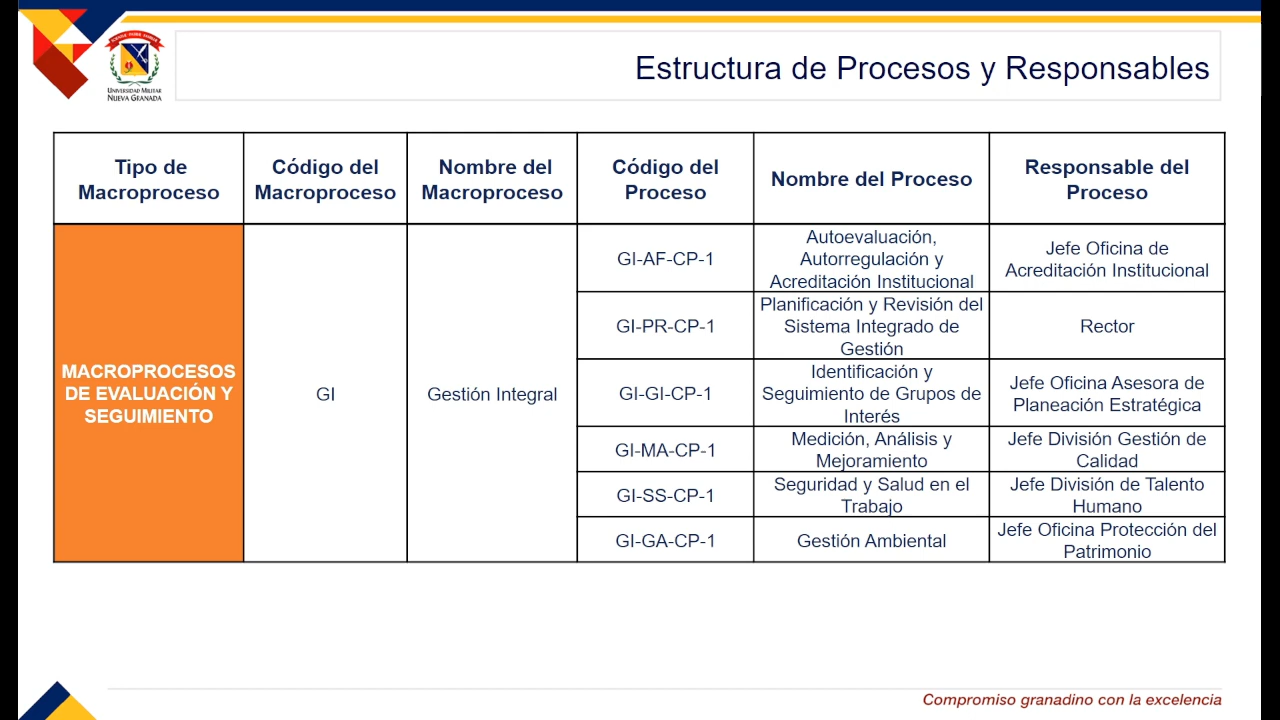 UNIVERSIDAD MILITAR
NUEVA GRANADA
Estructura de Procesos y Responsables
Tipo de
Macroproceso
Código del
Macroproceso
Nombre del
Macroproceso
Código del
Proceso
Nombre del Proceso
Responsable del
Proceso
MACROPROCESOS
DE EVALUACIÓN Y
SEGUIMIENTO
GI
Gestión Integral
GI-AF-CP-1
Autoevaluación,
Autorregulación y
Acreditación Institucional
Jefe Oficina de
Acreditación Institucional
GI-PR-CP-1
Planificación y Revisión del
Sistema Integrado de
Gestión
Rector
GI-GI-CP-1
Identificación y
Seguimiento de Grupos de
Interés
Jefe Oficina Asesora de
Planeación Estratégica
GI-MA-CP-1
Medición, Análisis y
Mejoramiento
Jefe División Gestión de
Calidad
GI-SS-CP-1
Seguridad y Salud en el
Trabajo
Jefe División de Talento
Humano
GI-GA-CP-1
Gestión Ambiental
Jefe Oficina Protección del
Patrimonio
Compromiso granadino con la excelencia